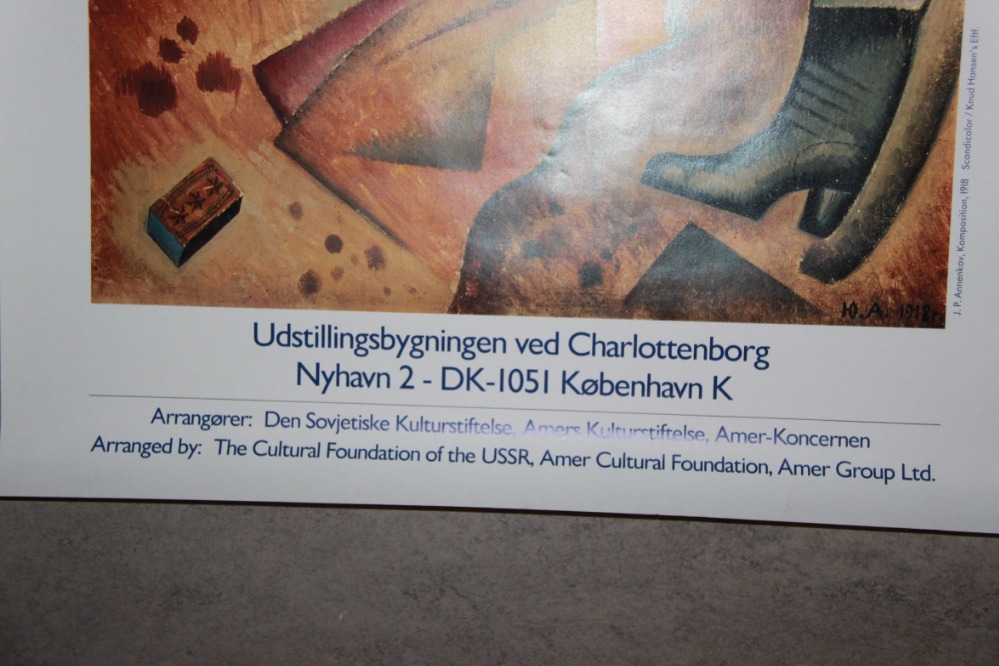 Ю.А. 1918г.
J. P. Annenkov, Komposition, 1918 Scandicolor / Knud Hansen's Eftf.
Udstillingsbygningen ved Charlottenborg
Nyhavn 2 - DK-1051 København K
Arrangører: Den Sovjetiske Kulturstiftelse, Amers Kulturstiftelse, Amer-Koncernen
Arranged by: The Cultural Foundation of the USSR, Amer Cultural Foundation, Amer Group Ltd.